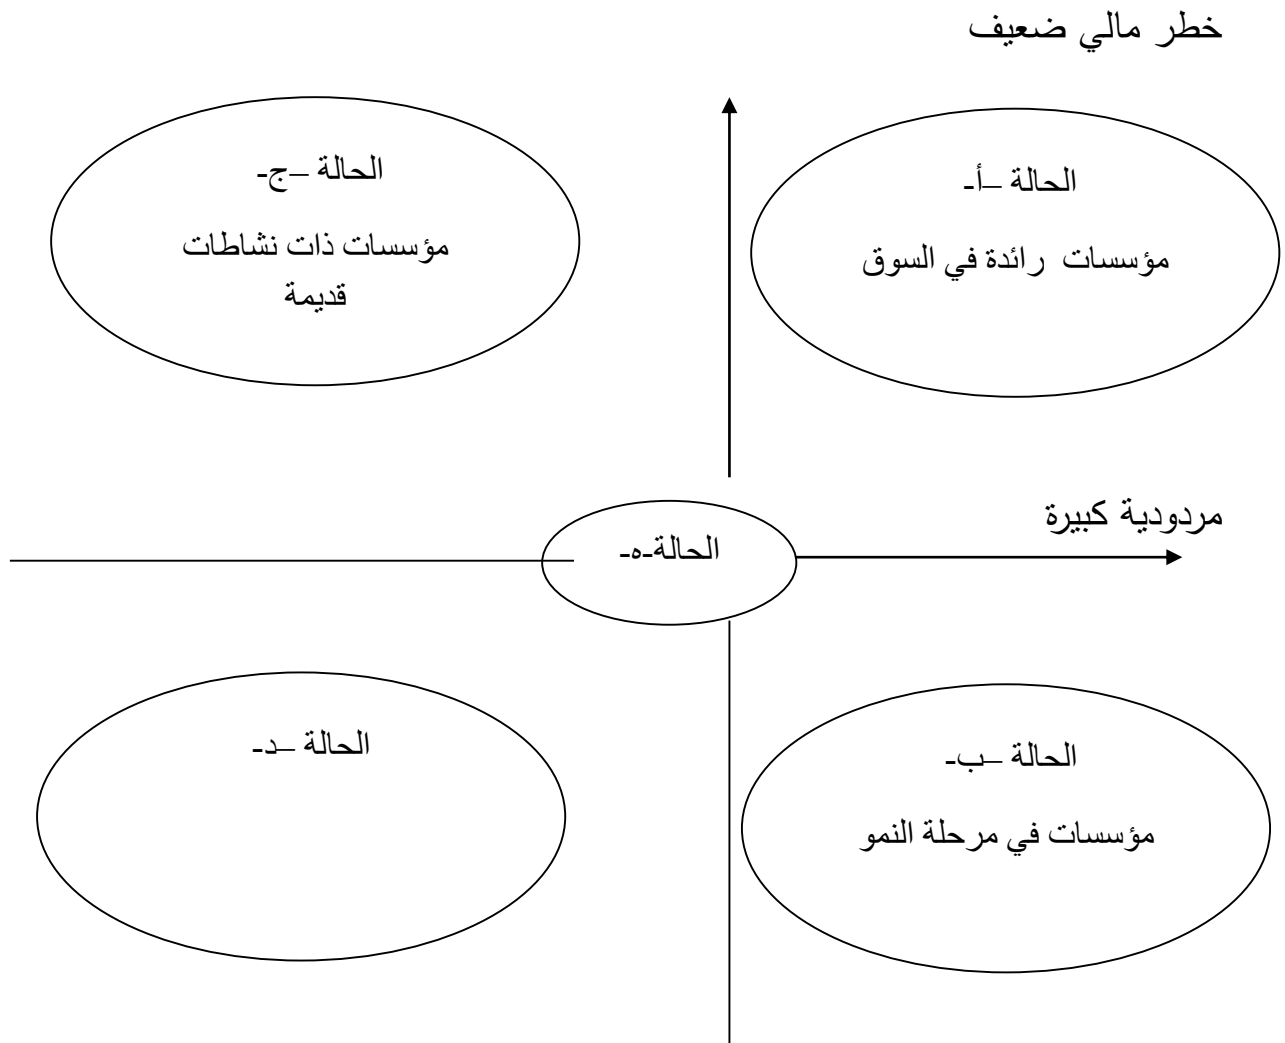 خطر مالي ضعيف
الحالة –أ-
مؤسسات رائدة في السوق
الحالة –ج-
مؤسسات ذات نشاطات
قديمة
مردودية كبيرة
الحالة-ه-
الحالة –ب-
مؤسسات في مرحلة النمو
الحالة –د-